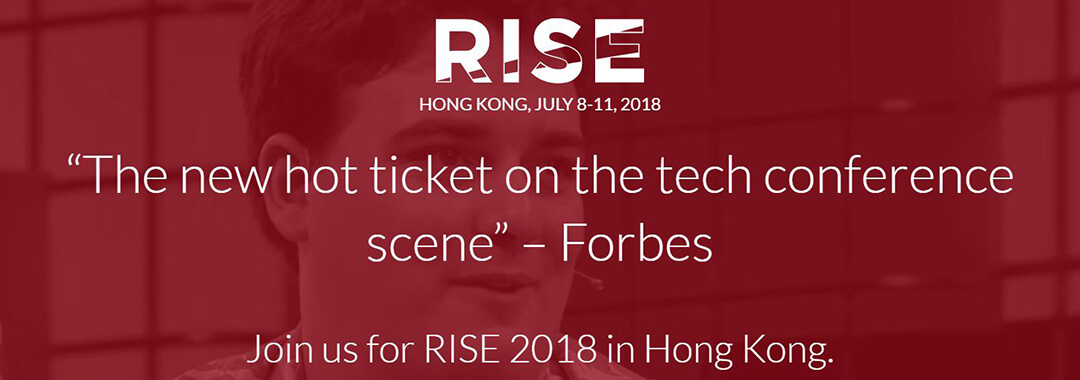 RISE
HONG KONG, JULY 8-11, 2018
“The new hot ticket on the tech conference
scene” – Forbes
Join us for RISE 2018 in Hong Kong.